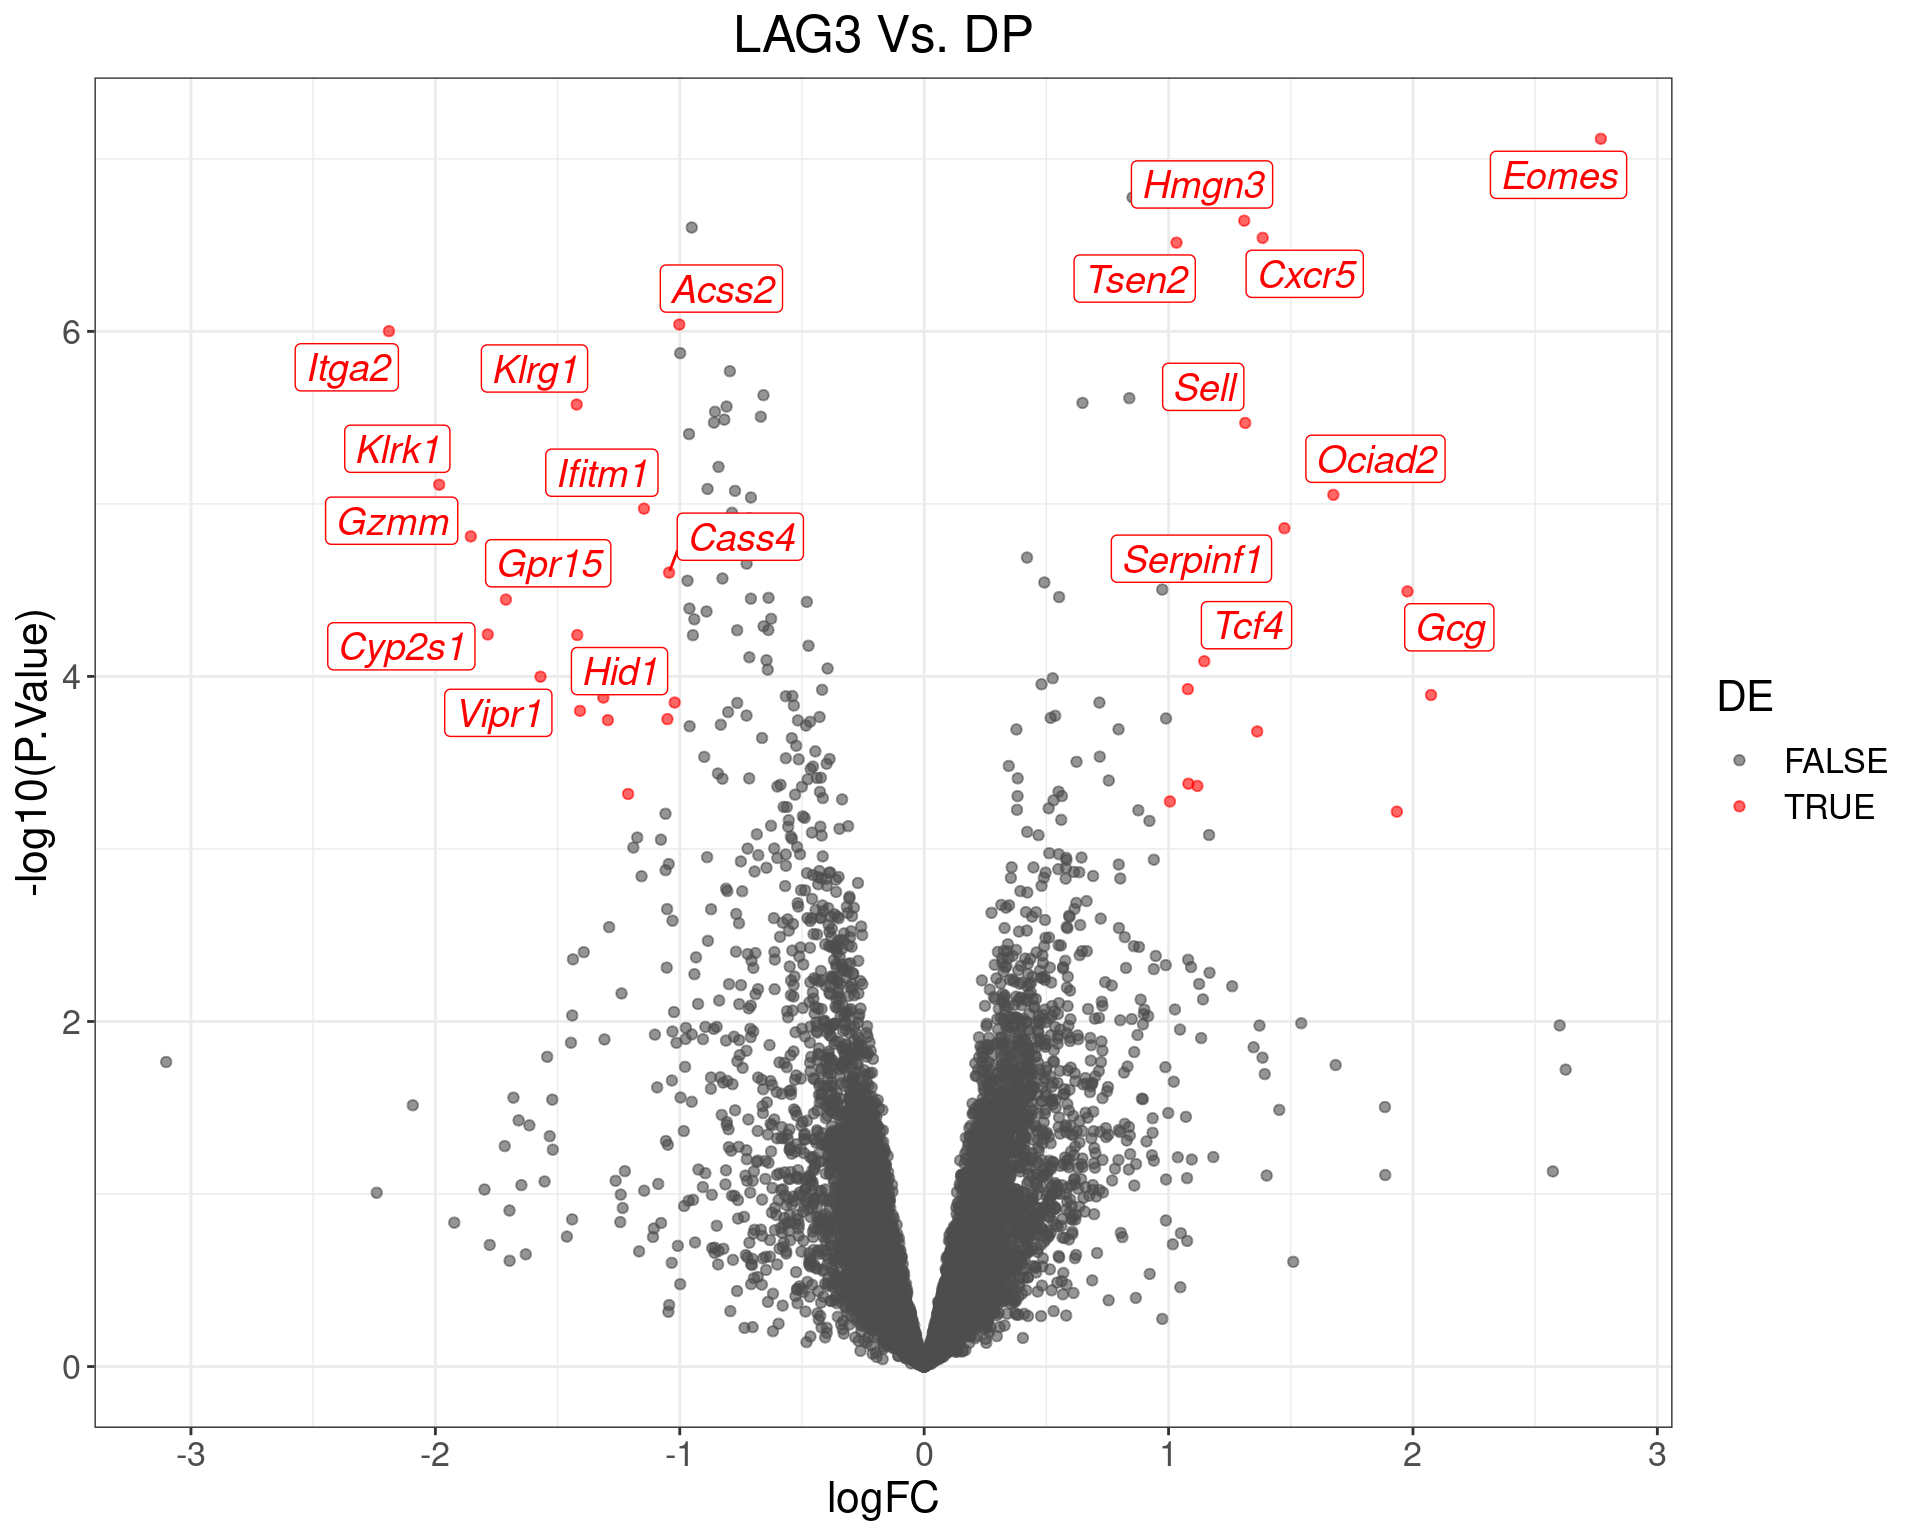 LAG3 Vs. DP
Eomes
Hmgn3
Tsen2
Cxcr5
Acss2
Itga2
Klrg1
Sell
Klrk1
Ifitm1
Ociad2
Gzmm
Cass4
Gpr15
Serpinf1
Tcf4
Gcg
Cyp2s1
Hid1
Vipr1
-log10(P.Value)
6
4
2
0
-3
-2
-1
0
1
2
3
logFC
DE
FALSE
TRUE